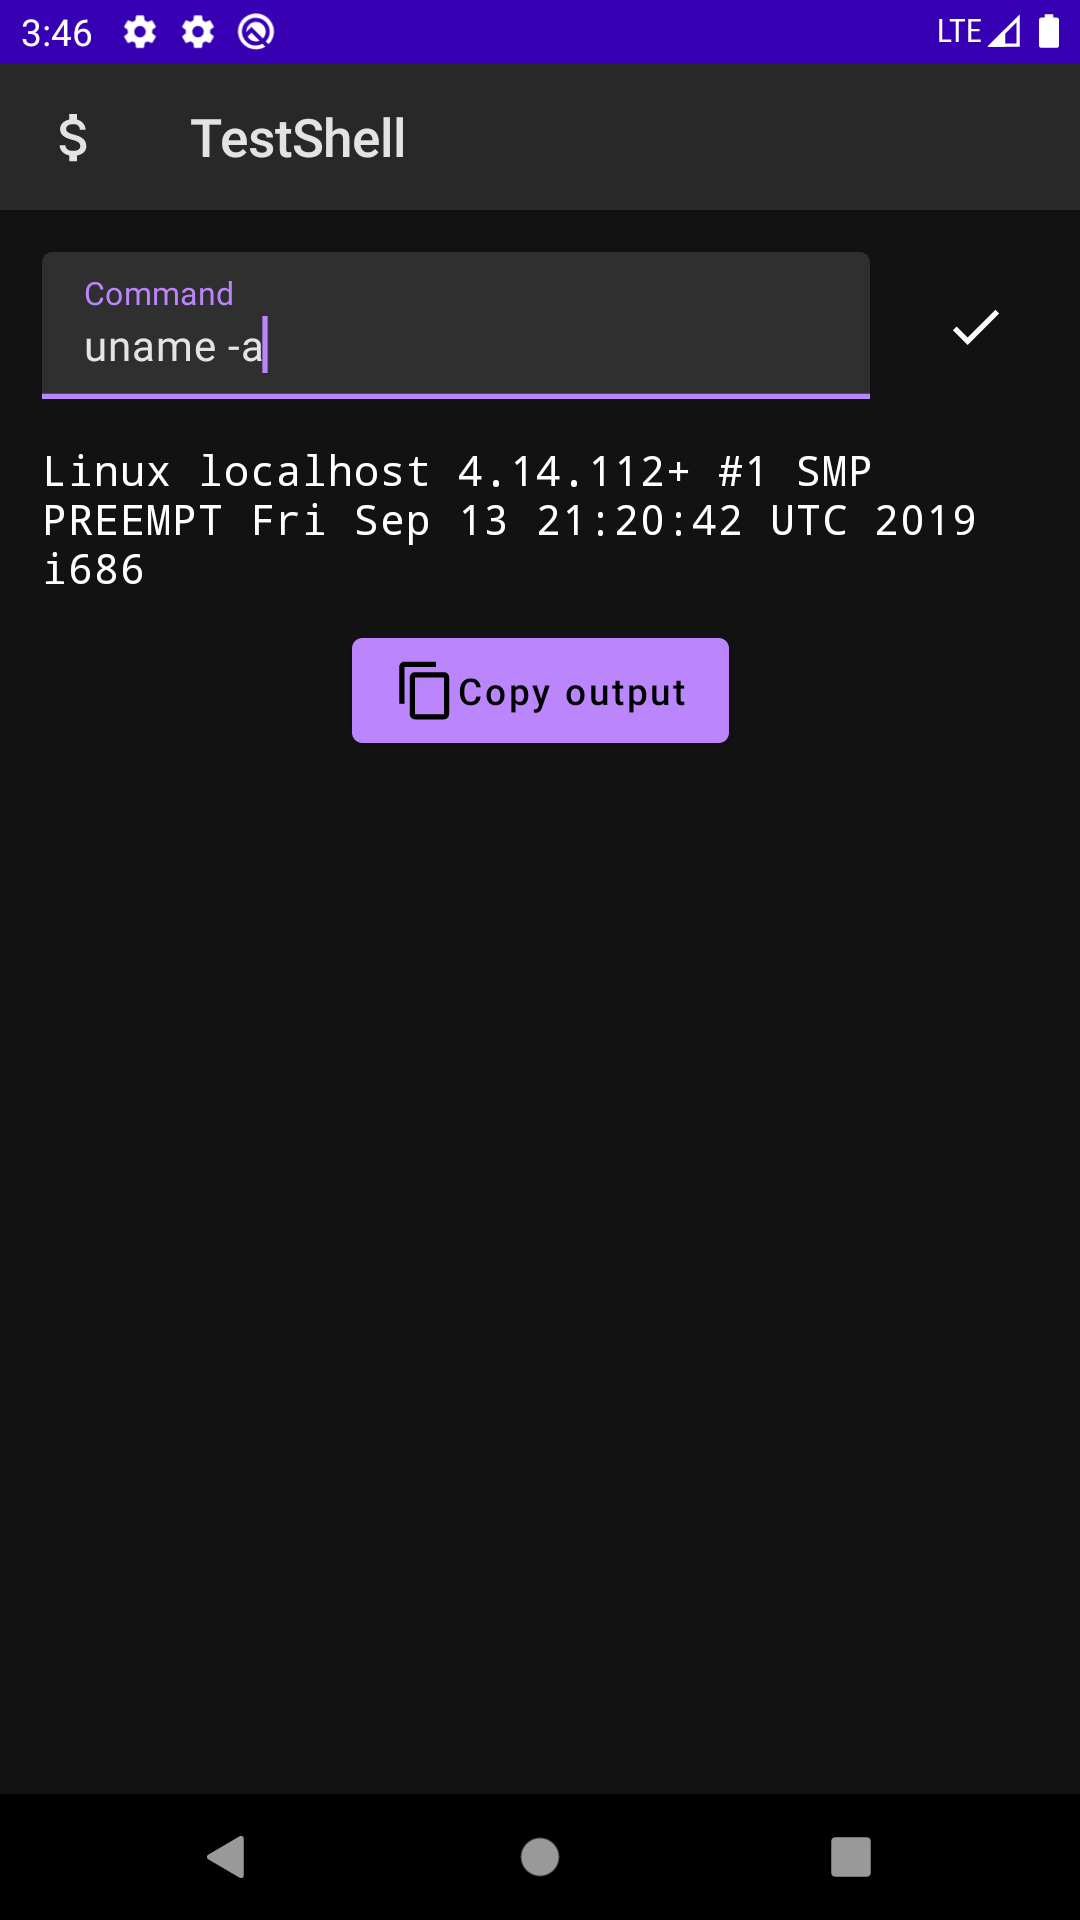 3:46 LTE
$ TestShell
Command
uname -a
Linux localhost 4.14.112+ #1 SMP
PREEMPT Fri Sep 13 21:20:42 UTC 2019
i686
Copy output